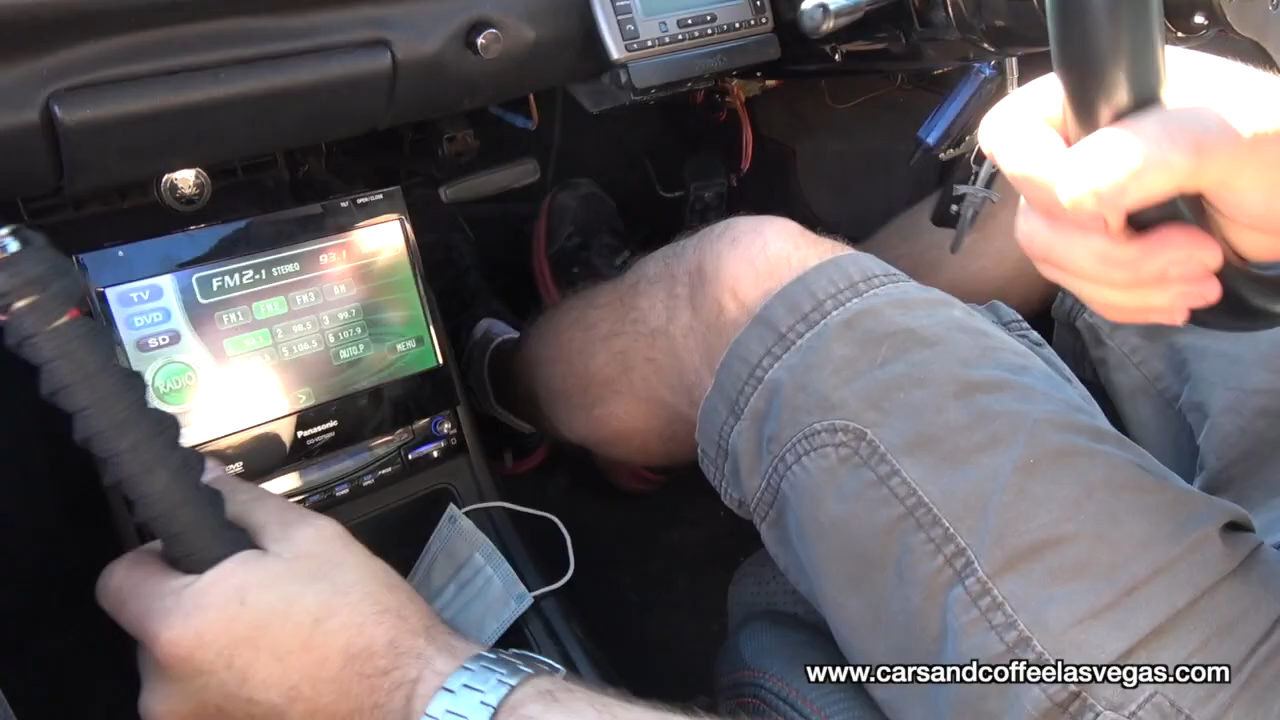 TILT OPEN/CLOSE
FM2-1 STEREO 93.1
TV
FM1 FM2 FM3 AM
DVD
2 98.5 3 99.7
SD
5 106.5 6 107.9
AUTO.P MENU
RADIO
>
Panasonic
DVD
www.carsandcoffeelasvegas.com